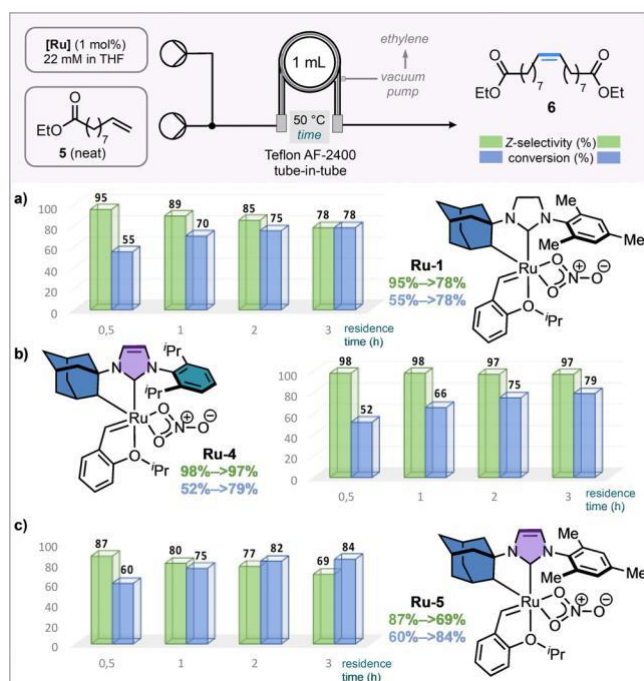 [Ru] (1 mol%)
22 mM in THF
EtO
O
7
5 (neat)
1 mL
50 °C
time
Teflon AF-2400
tube-in-tube
ethylene
vacuum
pump
O
EtO
7
7
O
OEt
6
Z-selectivity (%)
conversion (%)
a)
100
80
60
40
20
0
95
55
89
70
85
75
78
78
0,5
1
2
3
residence
time (h)
Ru-1
95%-->78%
55%-->78%
N
N
Me
Me
Me
Ru
O
O
N
⊕
O
⊖
O
iPr
b)
N
N
iPr
iPr
Ru
O
O
N
⊕
O
⊖
O
iPr
Ru-4
98%-->97%
52%-->79%
100
80
60
40
20
0
98
52
98
66
97
75
97
79
0,5
1
2
3
residence
time (h)
c)
100
80
60
40
20
0
87
60
80
75
77
82
69
84
0,5
1
2
3
residence
time (h)
Ru-5
87%-->69%
60%-->84%
N
N
Me
Me
Me
Ru
O
O
N
⊕
O
⊖
O
iPr